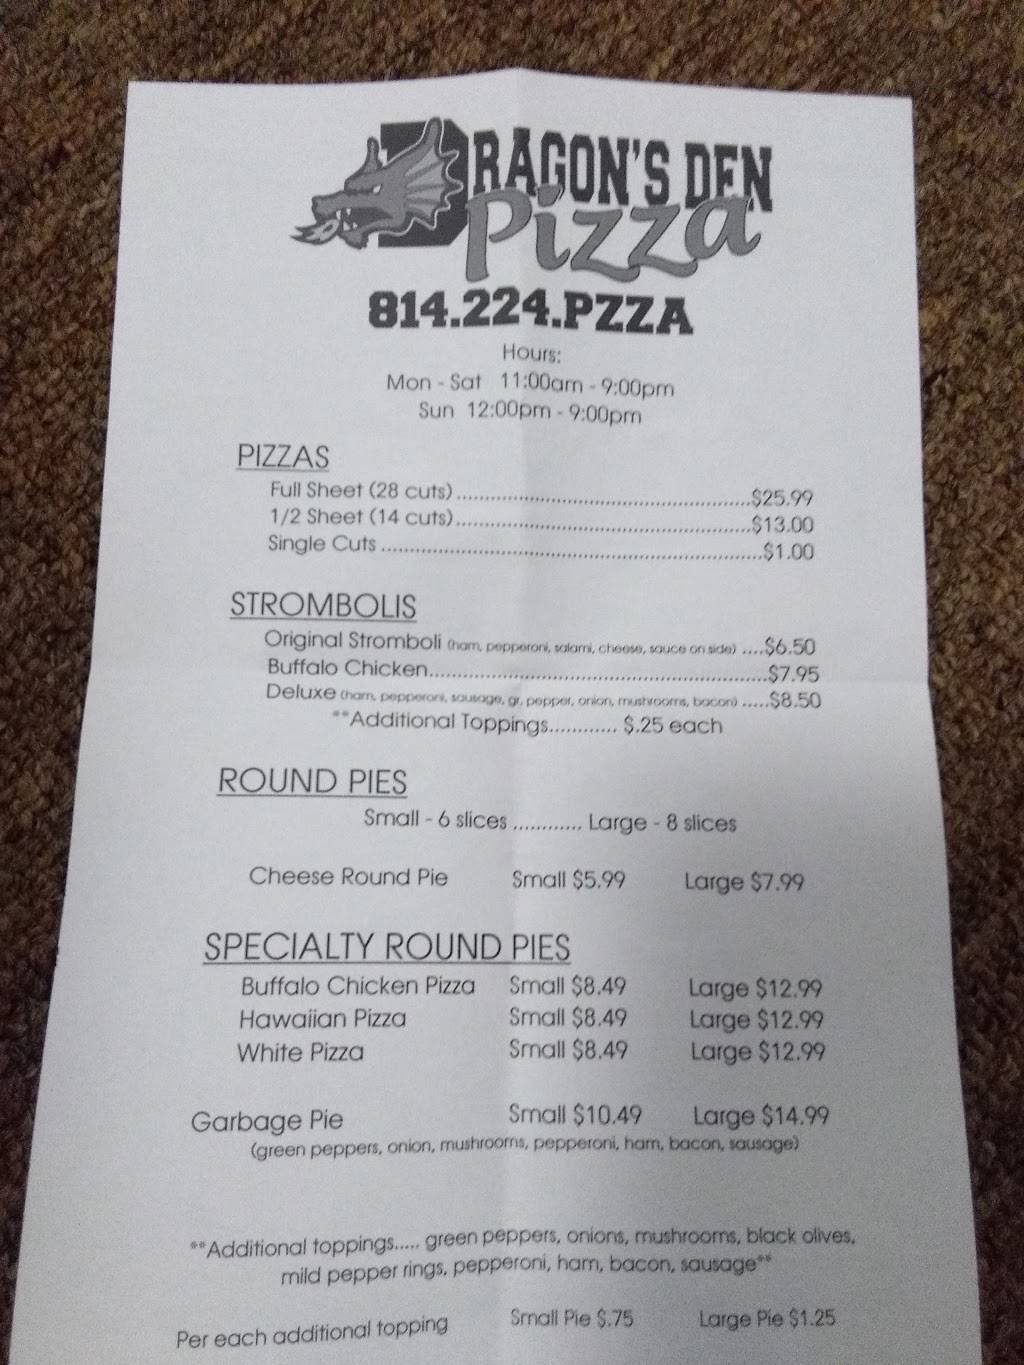 DRAGON'S DEN
Pizza
814.224.PZZA
Hours:
Mon - Sat 11:00am - 9:00pm
Sun 12:00pm - 9:00pm
PIZZAS
Full Sheet (28 cuts)....................................................$25.99
1/2 Sheet (14 cuts)....................................................$13.00
Single Cuts....................................................................$1.00
STROMBOLIS
Original Stromboli (ham, pepperoni, salami, cheese, sauce on side) ....$6.50
Buffalo Chicken............................................................$7.95
Deluxe (ham, pepperoni, sausage, gr. pepper, onion, mushrooms, bacon) .....$8.50
**Additional Toppings............ $.25 each
ROUND PIES
Small - 6 slices ............ Large - 8 slices
Cheese Round Pie Small $5.99 Large $7.99
SPECIALTY ROUND PIES
Buffalo Chicken Pizza Small $8.49 Large $12.99
Hawaiian Pizza Small $8.49 Large $12.99
White Pizza Small $8.49 Large $12.99
Garbage Pie Small $10.49 Large $14.99
(green peppers, onion, mushrooms, pepperoni, ham, bacon, sausage)
**Additional toppings..... green peppers, onions, mushrooms, black olives,
mild pepper rings, pepperoni, ham, bacon, sausage**
Per each additional topping Small Pie $.75 Large Pie $1.25